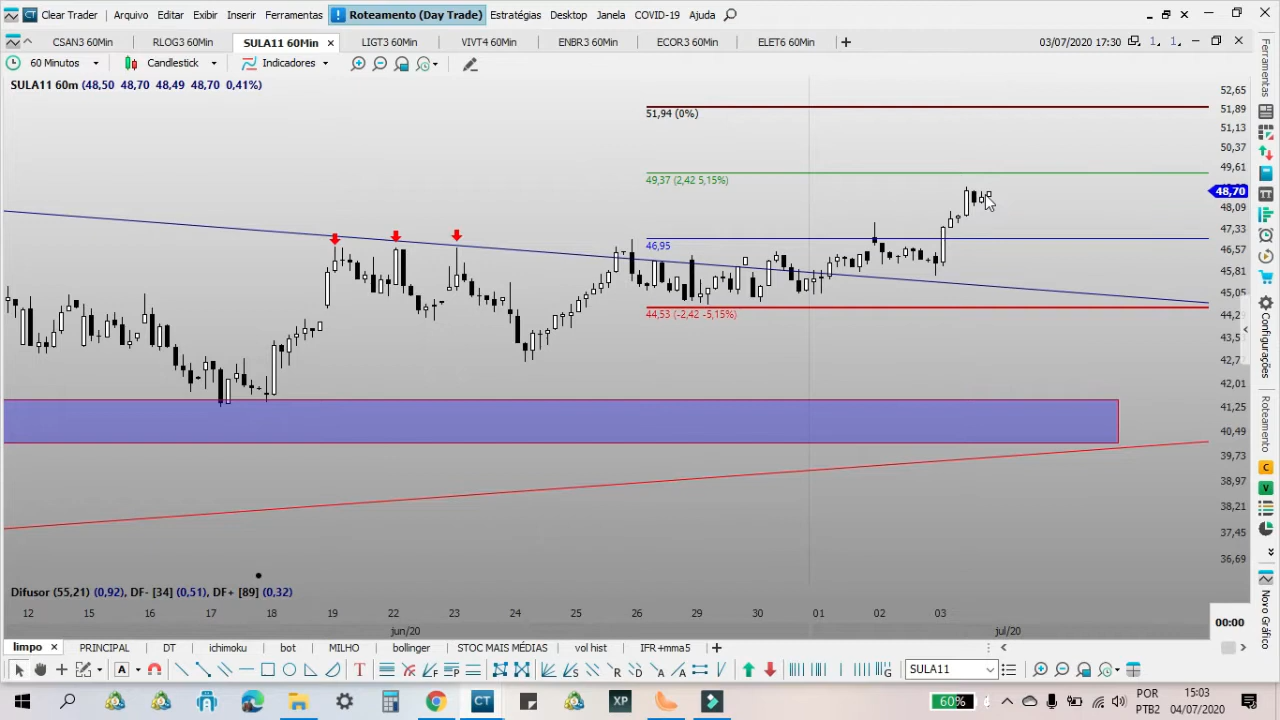 Clear Trader Arquivo Editar Exibir Inserir Ferramentas ! Roteamento (Day Trade) Estratégias Desktop Janela COVID-19 Ajuda
CSAN3 60Min RLOG3 60Min SULA11 60Min × LIGT3 60Min VIVT4 60Min ENBR3 60Min ECOR3 60Min ELET6 60Min + 03/07/2020 17:30
60 Minutos Candlestick Indicadores
SULA11 60m (48,50 48,70 48,49 48,70 0,41%)
52,65
51,89
51,94 (0%)
51,13
50,37
49,61
49,37 (2,42 5,15%)
48,70
48,09
47,33
46,95
46,57
45,81
45,05
44,53 (-2,42 -5,15%)
42,01
41,25
40,49
39,73
38,97
38,21
37,45
36,69
Difusor (55,21) (0,92), DF- [34] (0,51), DF+ [89] (0,32)
12 15 16 17 18 19 22 23 24 25 26 29 30 01 02 03
00:00
jun/20 jul/20
Ferramentas
Configurações
Roteamento
C
V
Novo Gráfico
limpo × PRINCIPAL DT ichimoku bot MILHO bollinger STOC MAIS MÉDIAS vol hist IFR +mma5 +
SULA11
CT XP 60% POR 5:03
PTB2 04/07/2020